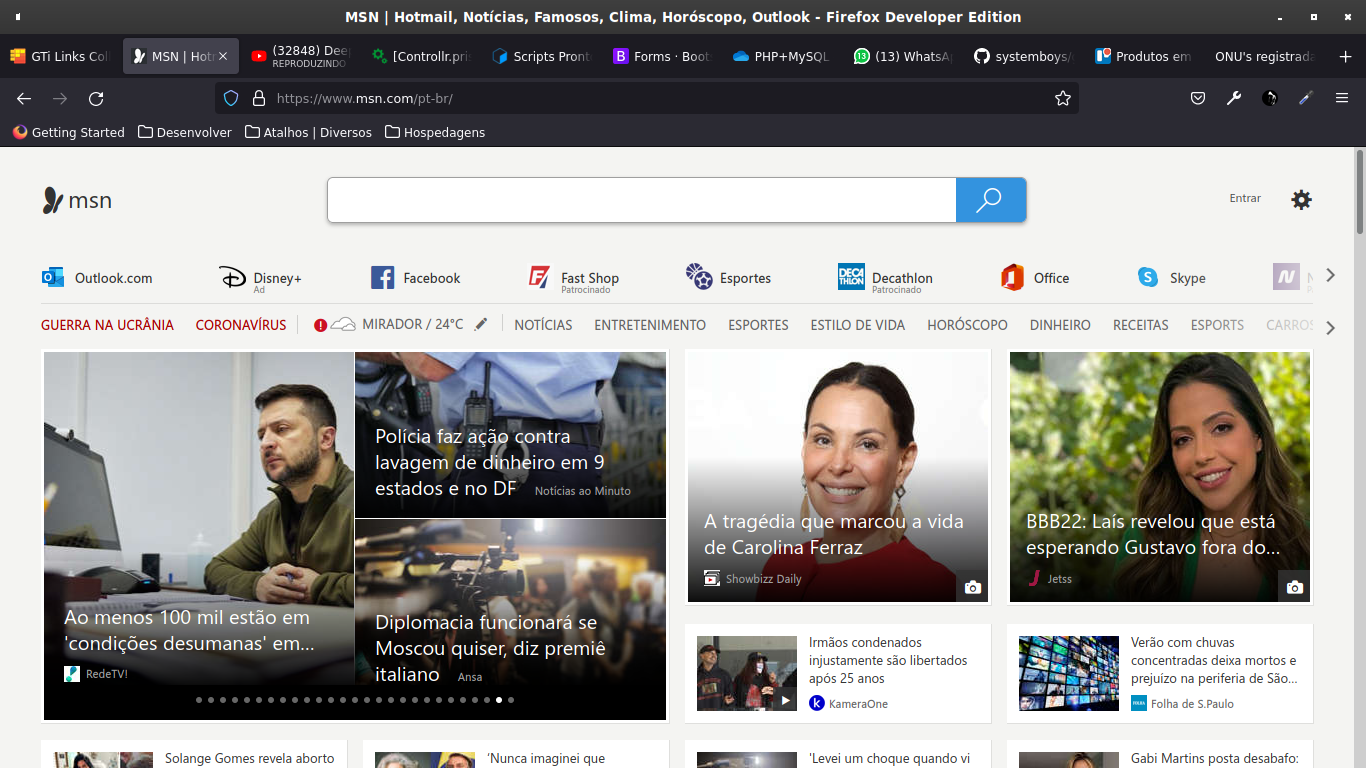 MSN | Hotmail, Notícias, Famosos, Clima, Horóscopo, Outlook - Firefox Developer Edition
GTi Links Col
MSN | Hotm
(32848) Deep
REPRODUZINDO
[Controllr.pris
Scripts Pront
Forms · Boots
PHP+MySQL
(13) WhatsAp
systemboys/
Produtos em
ONU's registrada
https://www.msn.com/pt-br/
Getting Started
Desenvolver
Atalhos | Diversos
Hospedagens
msn
Entrar
Outlook.com
Disney+
Ad
Facebook
Fast Shop
Patrocinado
Esportes
DECA
THLON
Decathlon
Patrocinado
Office
Skype
GUERRA NA UCRÂNIA
CORONAVÍRUS
MIRADOR / 24°C
NOTÍCIAS
ENTRETENIMENTO
ESPORTES
ESTILO DE VIDA
HORÓSCOPO
DINHEIRO
RECEITAS
ESPORTS
CARROS
Ao menos 100 mil estão em
'condições desumanas' em...
RedeTV!
Polícia faz ação contra
lavagem de dinheiro em 9
estados e no DF Notícias ao Minuto
Diplomacia funcionará se
Moscou quiser, diz premiê
italiano Ansa
A tragédia que marcou a vida
de Carolina Ferraz
Showbizz Daily
BBB22: Laís revelou que está
esperando Gustavo fora do...
Jetss
Irmãos condenados
injustamente são libertados
após 25 anos
KameraOne
Verão com chuvas
concentradas deixa mortos e
prejuízo na periferia de São...
FOLHA
Folha de S.Paulo
Solange Gomes revela aborto
'Nunca imaginei que
'Levei um choque quando vi
Gabi Martins posta desabafo: